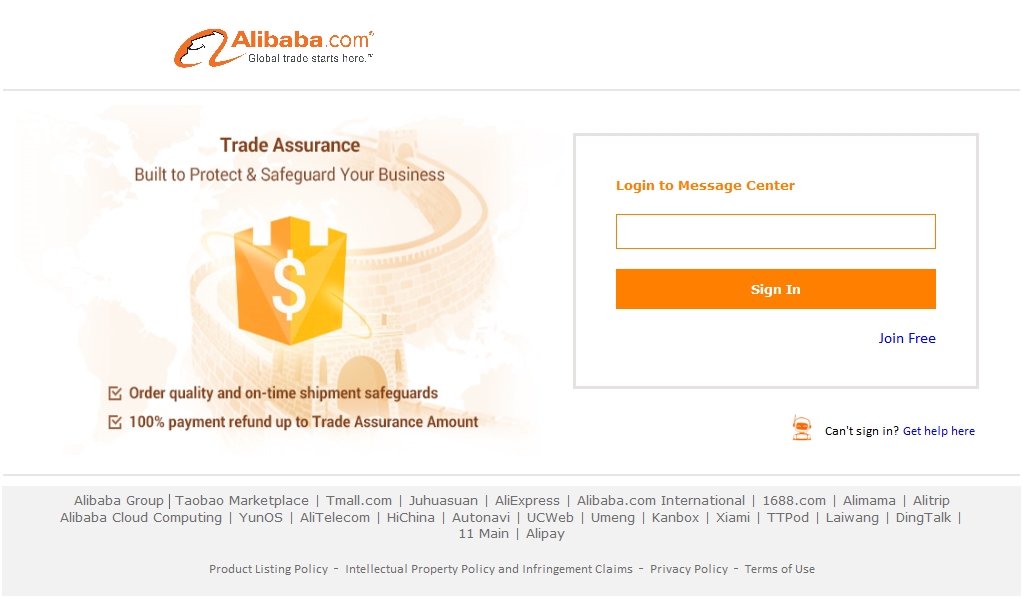 Alibaba.com®
Global trade starts here.™
Trade Assurance
Built to Protect & Safeguard Your Business
$
Order quality and on-time shipment safeguards
100% payment refund up to Trade Assurance Amount
Login to Message Center
Sign In
Join Free
Can't sign in? Get help here
Alibaba Group | Taobao Marketplace | Tmall.com | Juhuasuan | AliExpress | Alibaba.com International | 1688.com | Alimama | Alitrip
Alibaba Cloud Computing | YunOS | AliTelecom | HiChina | Autonavi | UCWeb | Umeng | Kanbox | Xiami | TTPod | Laiwang | DingTalk |
11 Main | Alipay
Product Listing Policy - Intellectual Property Policy and Infringement Claims - Privacy Policy - Terms of Use